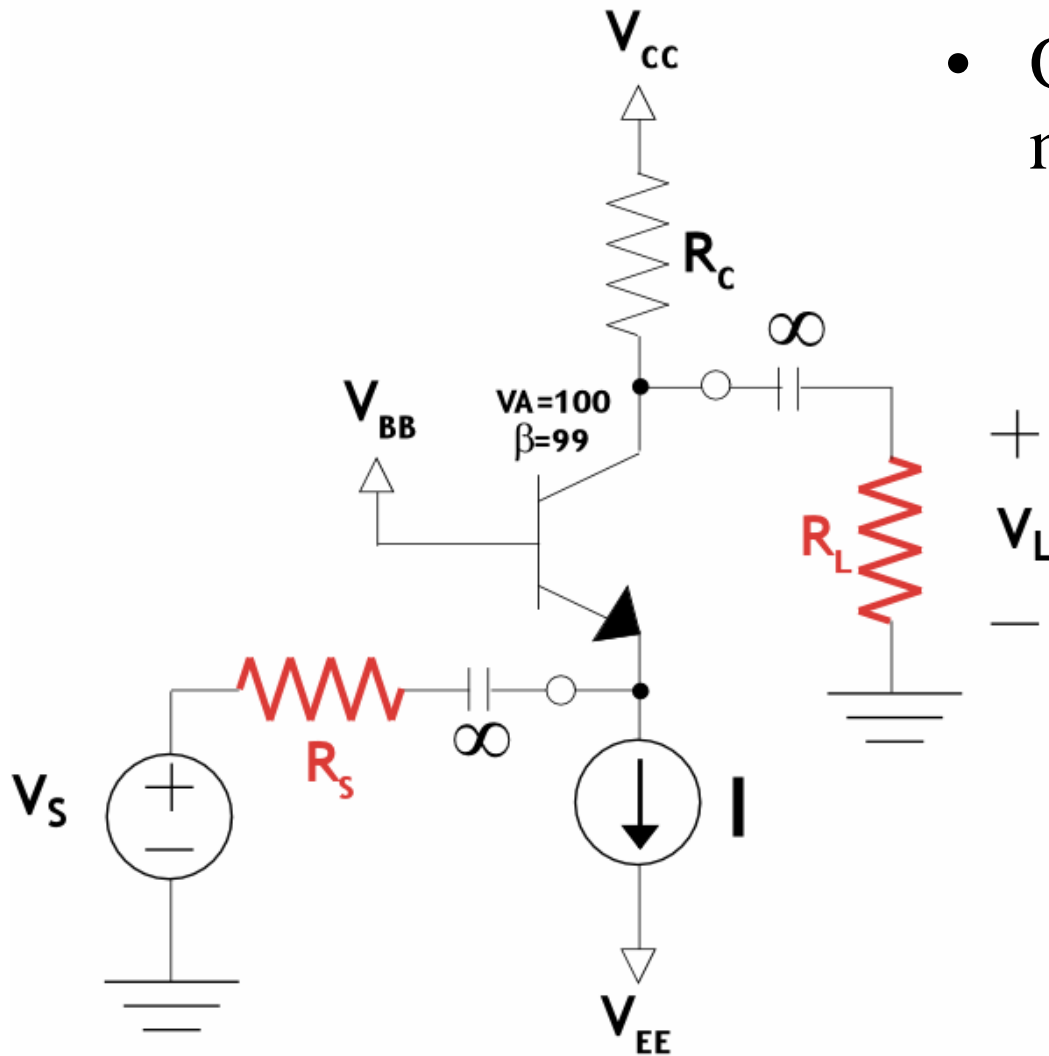 V_CC
R_C
∞
VA=100
β=99
V_BB
+
R_L
V_L
−
R_S
∞
V_S
+
−
I
V_EE
•